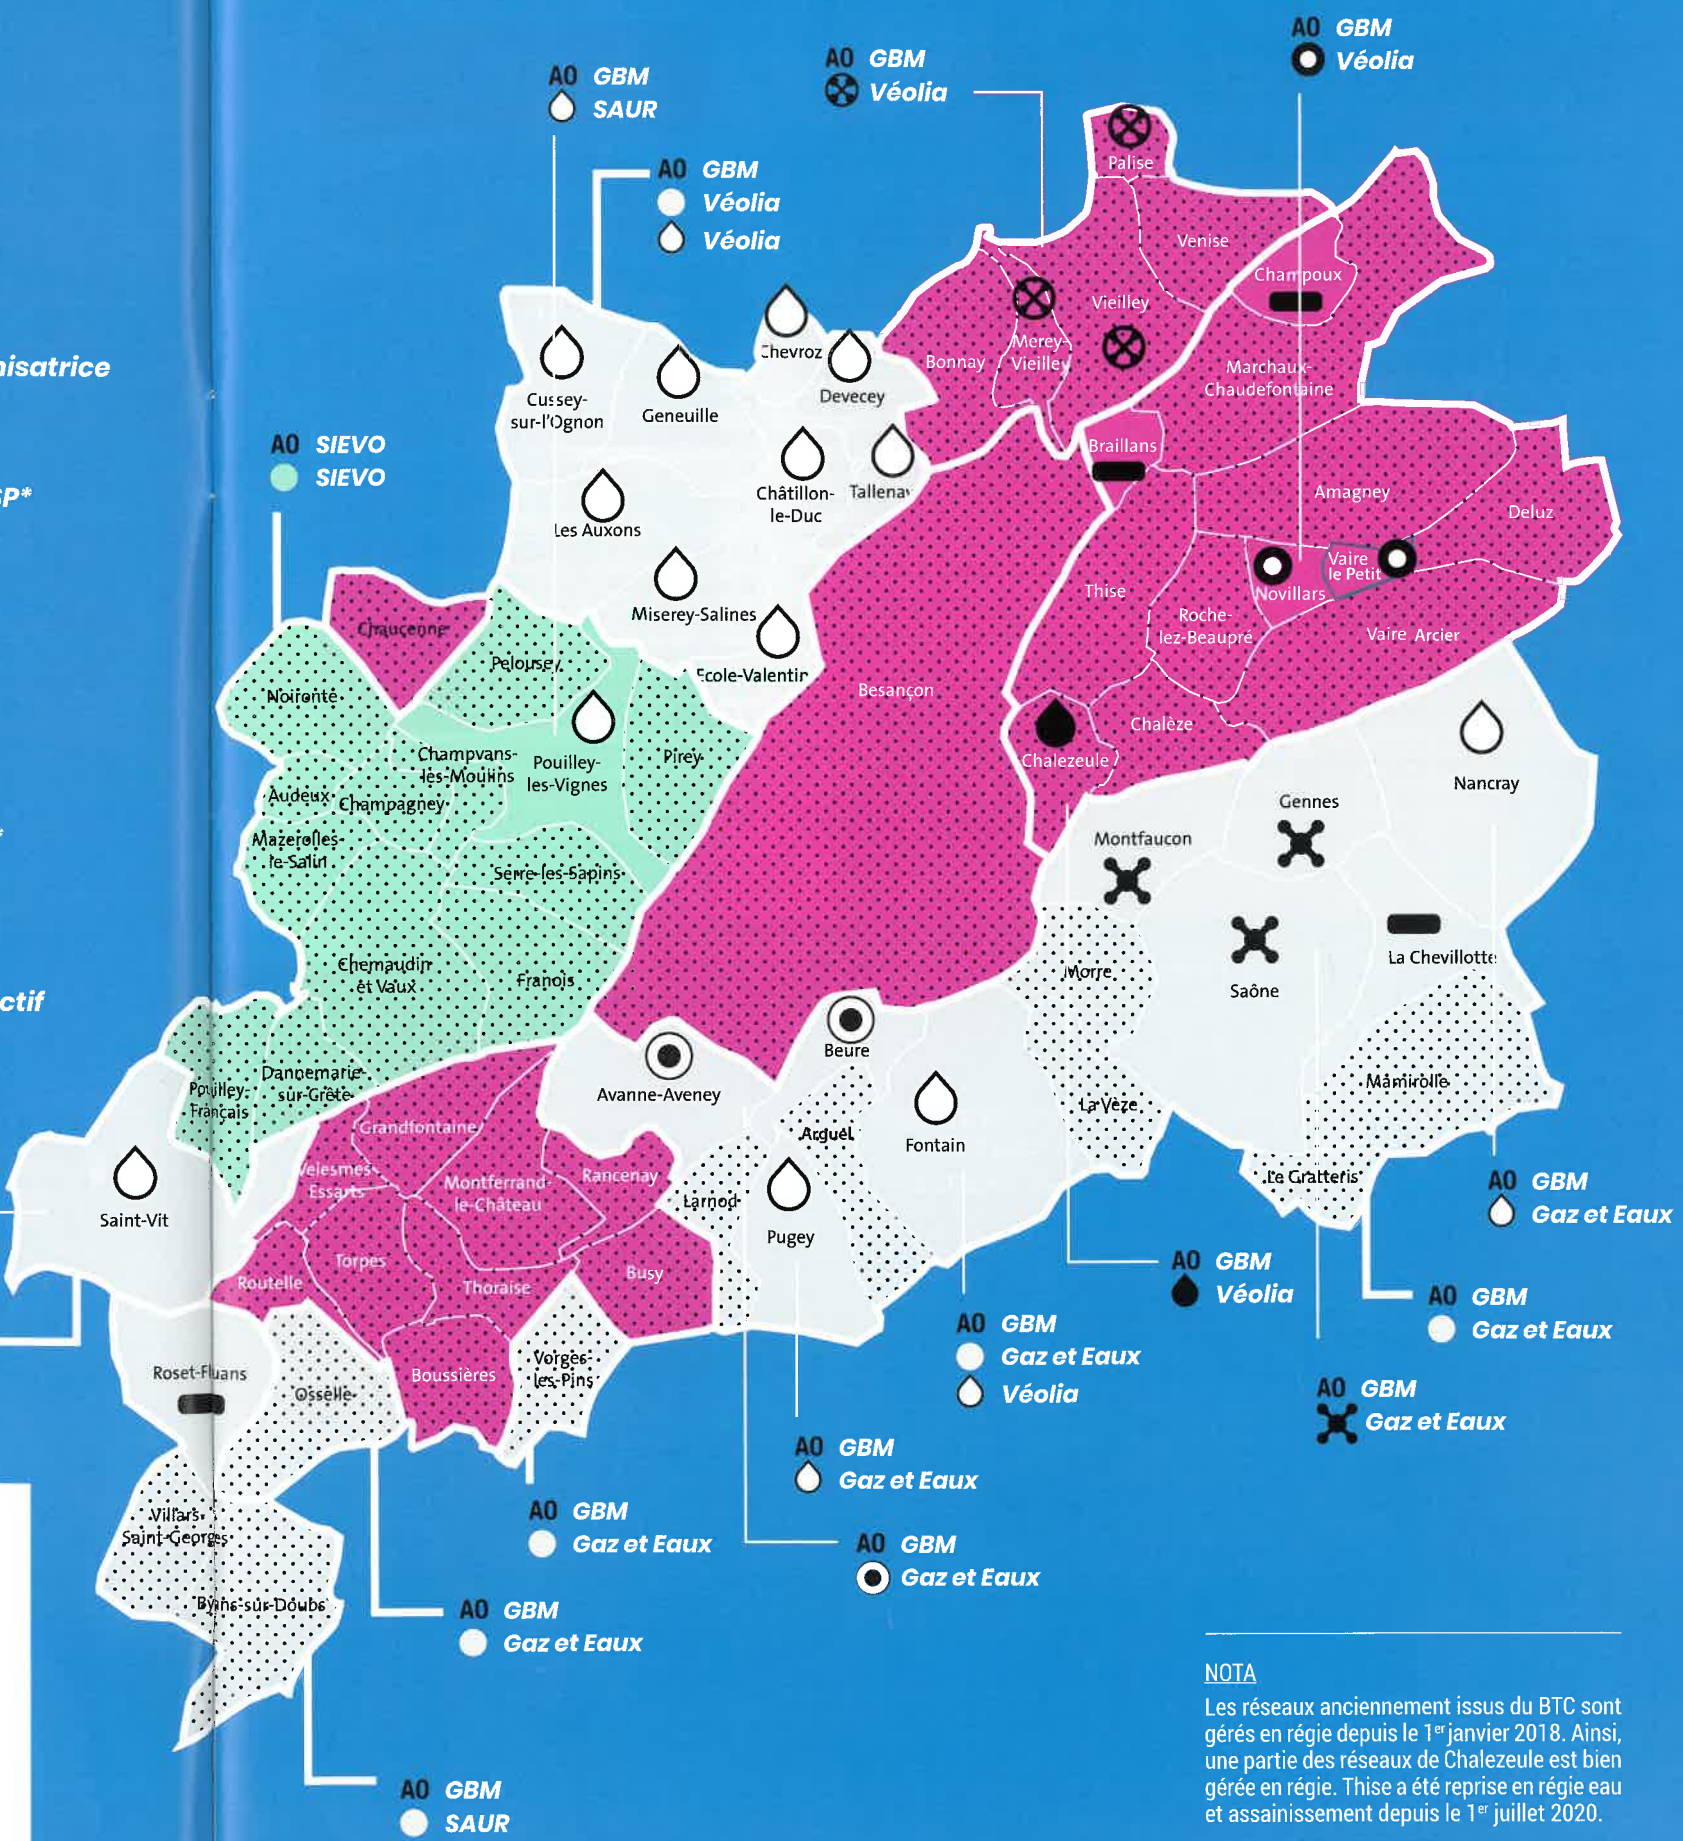 AO GBM
Véolia
AO GBM
Véolia
AO GBM
SAUR
AO GBM
Véolia
Véolia
Palise
Venise
Champoux
Vieilley
Merey-
Vieilley
Bonnay
Marchaux-
Chaudefontaine
Chevroz
Devecey
Cussey-
sur-l'Ognon
Geneuille
nisatrice
AO SIEVO
SIEVO
SP*
Braillans
Châtillon-
le-Duc
Tallenay
Les Auxons
Amagney
Deluz
Vaire
le Petit
Novillars
Thise
Roche-
lez-Beaupré
Vaire Arcier
Miserey-Salines
Ecole-Valentin
Chaucenne
Pelousey
Noironte
Besançon
Chalèze
Chalezeule
Champvans-
les-Moulins
Pouilley-
les-Vignes
Pirey
Audeux
Champagney
Mazerolles-
le-Salin
Serre-les-Sapins
Nancray
Gennes
Montfaucon
Chemaudin
et Vaux
Franois
Morre
Saône
La Chevillotte
ctif
Beure
Avanne-Aveney
Pouilley-
Français
Dannemarie-
sur-Crête
Mamirolle
La Vèze
Arguel
Fontain
Grandfontaine
Velesmes-
Essarts
Montferrand-
le-Château
Rancenay
Larnod
Le Gratteris
Saint-Vit
Pugey
Torpes
Routelle
Thoraise
Busy
AO GBM
Gaz et Eaux
AO GBM
Véolia
AO GBM
Gaz et Eaux
AO GBM
Gaz et Eaux
Véolia
Roset-Fluans
Osselle
Boussières
Vorges-
les-Pins
AO GBM
Gaz et Eaux
AO GBM
Gaz et Eaux
AO GBM
Gaz et Eaux
AO GBM
Gaz et Eaux
Villars-
Saint-Georges
Byans-sur-Doubs
AO GBM
Gaz et Eaux
AO GBM
SAUR
NOTA
Les réseaux anciennement issus du BTC sont
gérés en régie depuis le 1er janvier 2018. Ainsi,
une partie des réseaux de Chalezeule est bien
gérée en régie. Thise a été reprise en régie eau
et assainissement depuis le 1er juillet 2020.